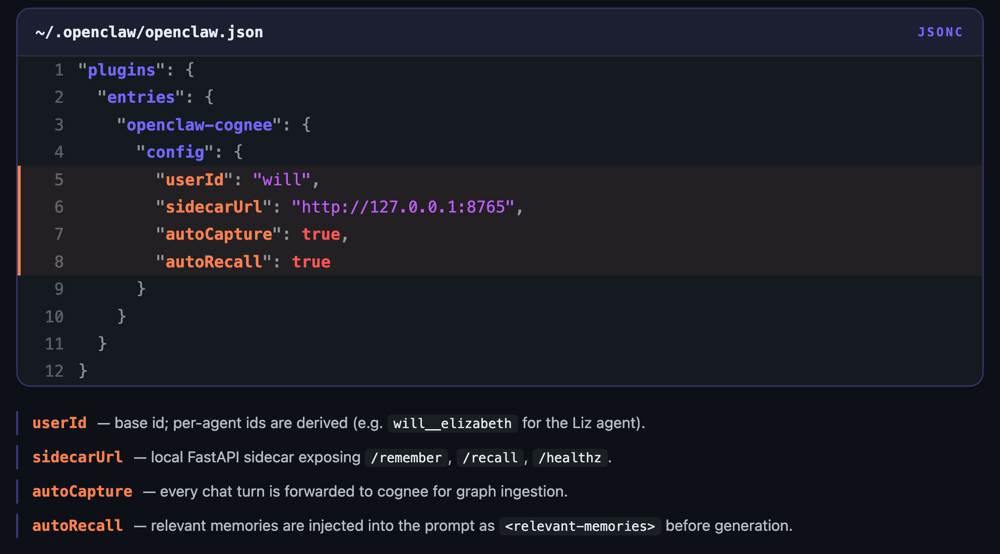 ~/.openclaw/openclaw.json
JSONC
1 "plugins": {
2   "entries": {
3     "openclaw-cognee": {
4       "config": {
5         "userId": "will",
6         "sidecarUrl": "http://127.0.0.1:8765",
7         "autoCapture": true,
8         "autoRecall": true
9       }
10     }
11   }
12 }
userId — base id; per-agent ids are derived (e.g. will__elizabeth for the Liz agent).
sidecarUrl — local FastAPI sidecar exposing /remember, /recall, /healthz.
autoCapture — every chat turn is forwarded to cognee for graph ingestion.
autoRecall — relevant memories are injected into the prompt as <relevant-memories> before generation.